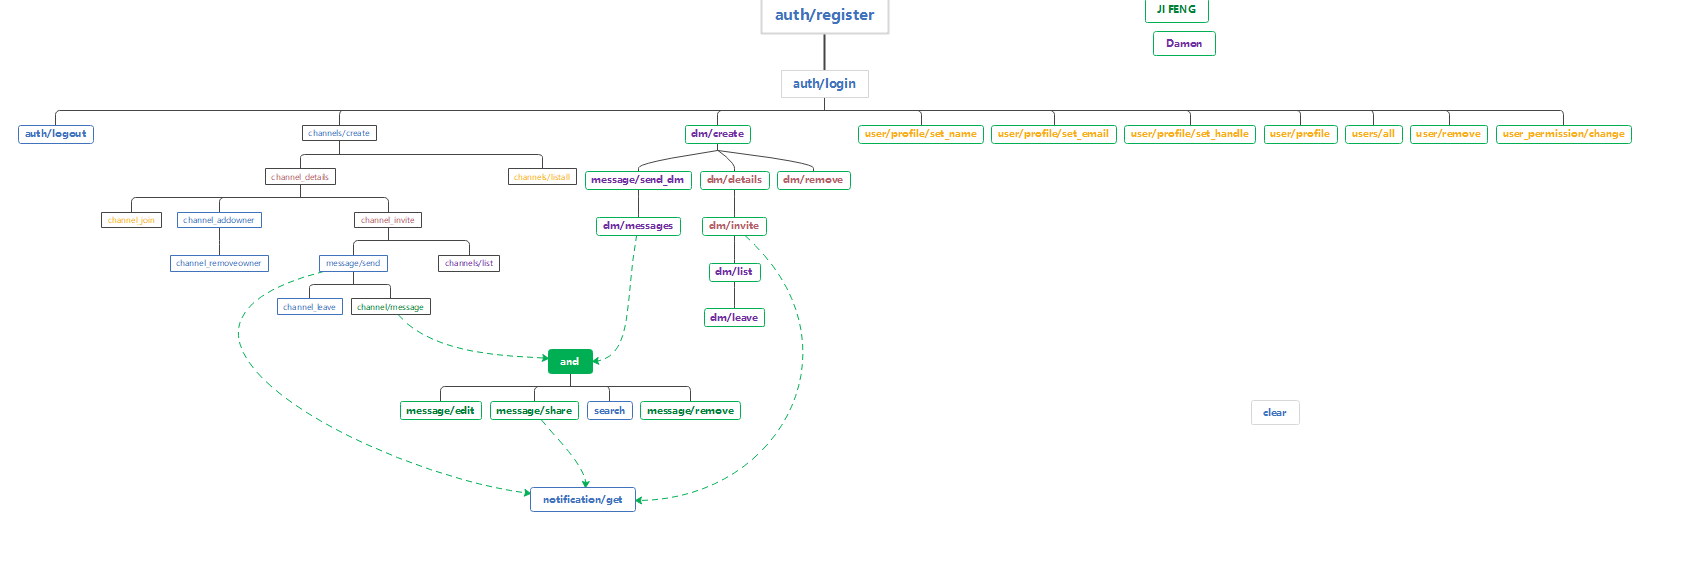 auth/register
JI FENG
Damon
auth/login
auth/logout
channels/create
dm/create
user/profile/set_name
user/profile/set_email
user/profile/set_handle
user/profile
users/all
user/remove
user_permission/change
channel_details
channels/listall
message/send_dm
dm/details
dm/remove
channel_join
channel_addowner
channel_invite
dm/messages
dm/invite
channel_removeowner
message/send
channels/list
dm/list
channel_leave
channel/message
dm/leave
and
message/edit
message/share
search
message/remove
clear
notification/get